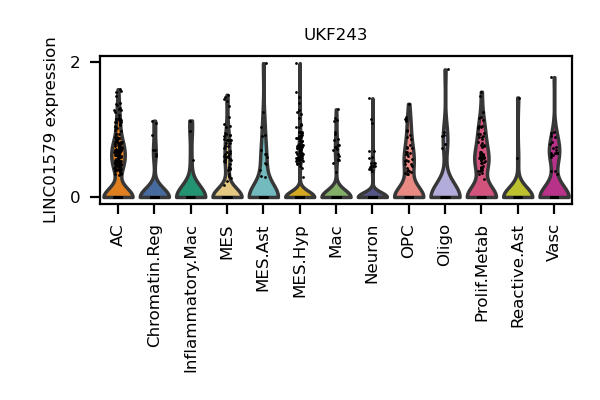 UKF243
LINC01579 expression
2
0
AC
Chromatin.Reg
Inflammatory.Mac
MES
MES.Ast
MES.Hyp
Mac
Neuron
OPC
Oligo
Prolif.Metab
Reactive.Ast
Vasc